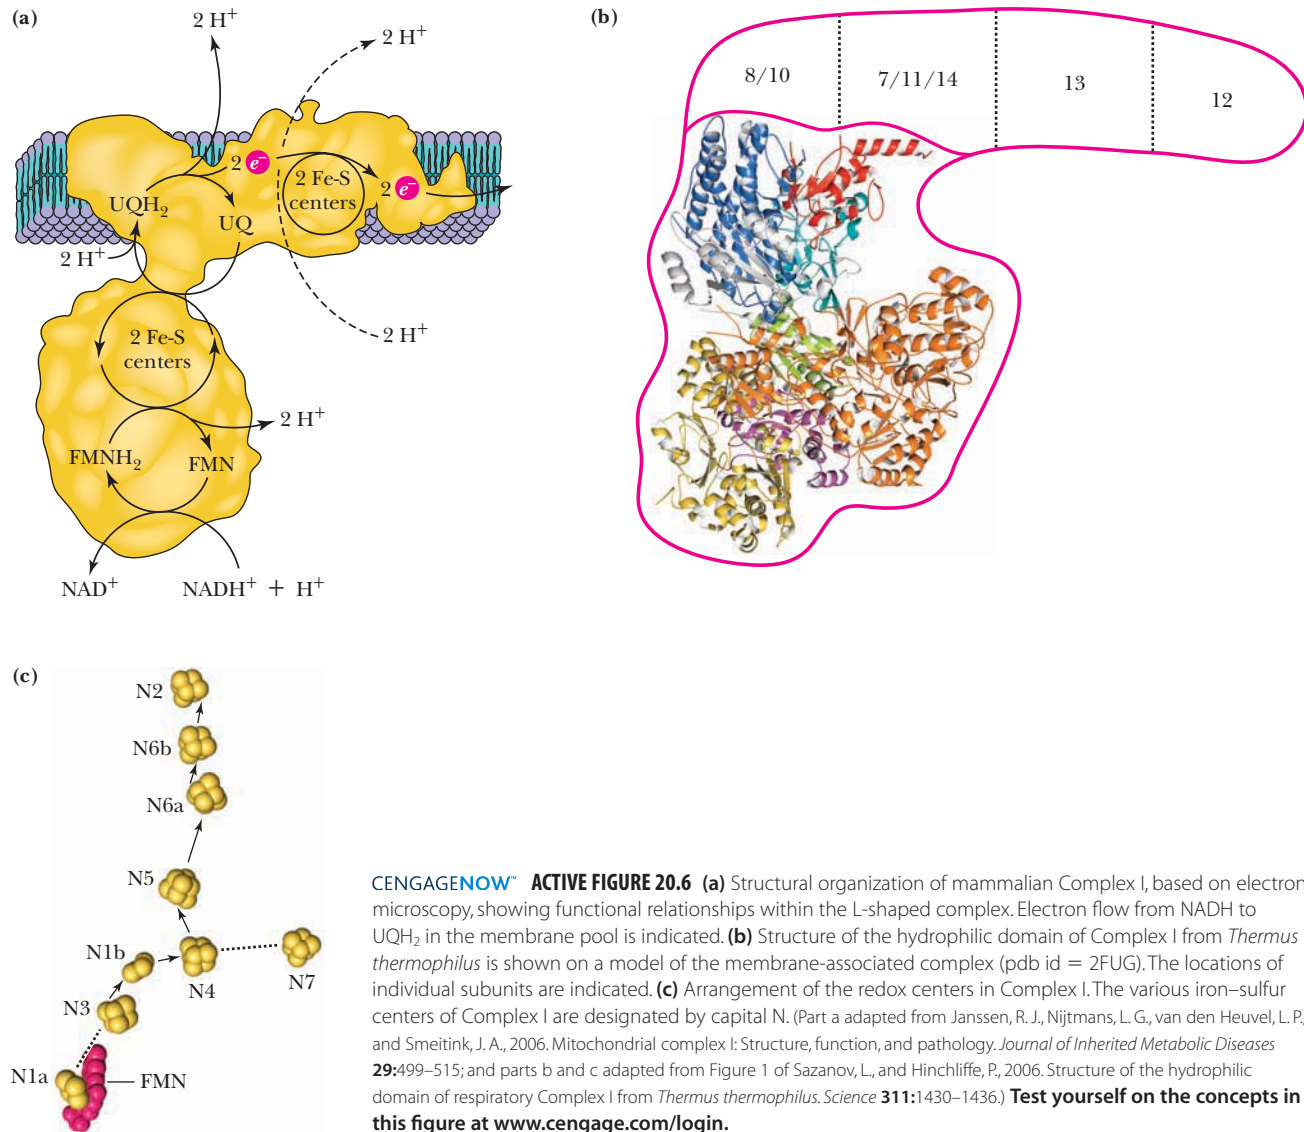 (a)
2 H⁺
2 H⁺
2 e⁻
2 Fe-S
centers
2 e⁻
UQH₂
UQ
2 H⁺
2 H⁺
2 Fe-S
centers
2 H⁺
FMNH₂
FMN
NAD⁺
NADH⁺ + H⁺
(b)
8/10
7/11/14
13
12
(c)
N2
N6b
N6a
N5
N1b
N4
N7
N3
N1a
FMN
CENGAGENOW™ ACTIVE FIGURE 20.6 (a) Structural organization of mammalian Complex I, based on electron
microscopy, showing functional relationships within the L-shaped complex. Electron flow from NADH to
UQH₂ in the membrane pool is indicated. (b) Structure of the hydrophilic domain of Complex I from Thermus
thermophilus is shown on a model of the membrane-associated complex (pdb id = 2FUG). The locations of
individual subunits are indicated. (c) Arrangement of the redox centers in Complex I. The various iron–sulfur
centers of Complex I are designated by capital N. (Part a adapted from Janssen, R. J., Nijtmans, L. G., van den Heuvel, L. P.,
and Smeitink, J. A., 2006. Mitochondrial complex I: Structure, function, and pathology. Journal of Inherited Metabolic Diseases
29:499–515; and parts b and c adapted from Figure 1 of Sazanov, L., and Hinchliffe, P., 2006. Structure of the hydrophilic
domain of respiratory Complex I from Thermus thermophilus. Science 311:1430–1436.) Test yourself on the concepts in
this figure at www.cengage.com/login.